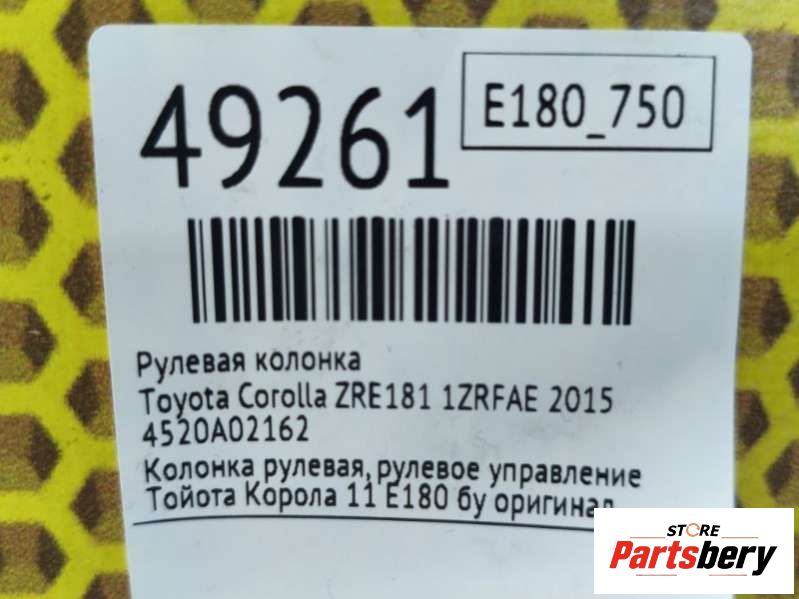 49261
E180_750
Рулевая колонка
Toyota Corolla ZRE181 1ZRFAE 2015
4520A02162
Колонка рулевая, рулевое управление
Тойота Корола 11 E180 бу оригинал
STORE
Partsbery